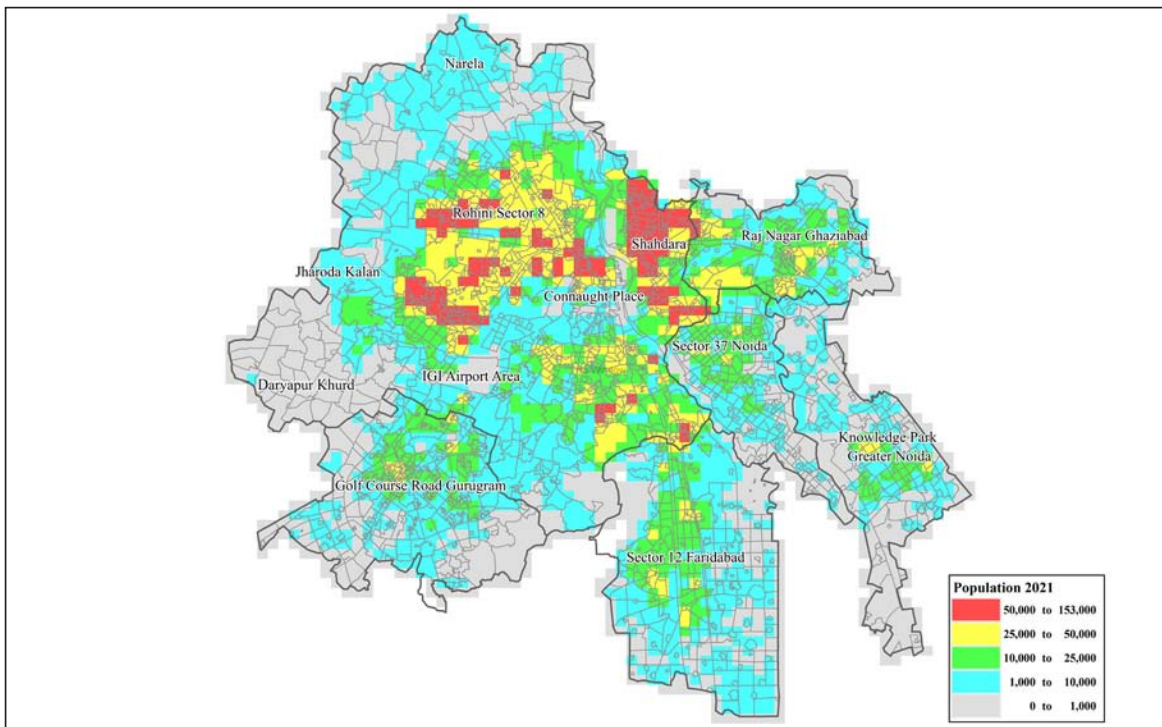 Narela
Rohini Sector 8
Shahdara
Raj Nagar Ghaziabad
Jharoda Kalan
Connaught Place
Sector 37 Noida
IGI Airport Area
Daryapur Khurd
Knowledge Park
Greater Noida
Golf Course Road Gurugram
Sector 12 Faridabad
Population 2021
50,000 to 153,000
25,000 to 50,000
10,000 to 25,000
1,000 to 10,000
0 to 1,000